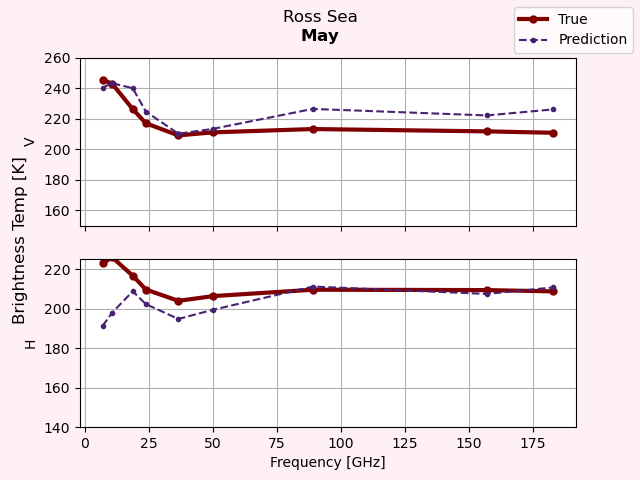 Ross Sea
May
True
Prediction
Brightness Temp [K]
V
260
240
220
200
180
160
H
220
200
180
160
140
0
25
50
75
100
125
150
175
Frequency [GHz]